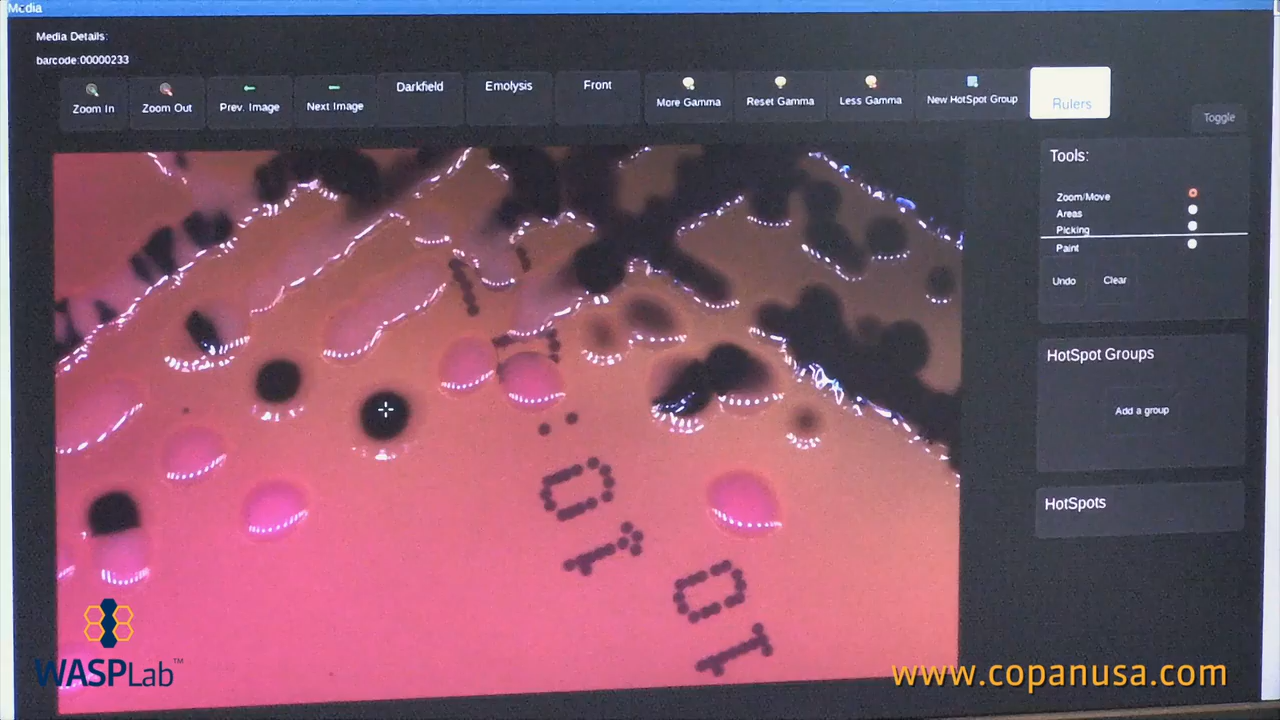 Media
Media Details:
barcode:00000233
Zoom In
Zoom Out
Prev. Image
Next Image
Darkfield
Emolysis
Front
More Gamma
Reset Gamma
Less Gamma
New HotSpot Group
Rulers
Toggle
Tools:
Zoom/Move
Areas
Picking
Paint
Undo
Clear
HotSpot Groups
Add a group
HotSpots
WASPLab™
www.copanusa.com